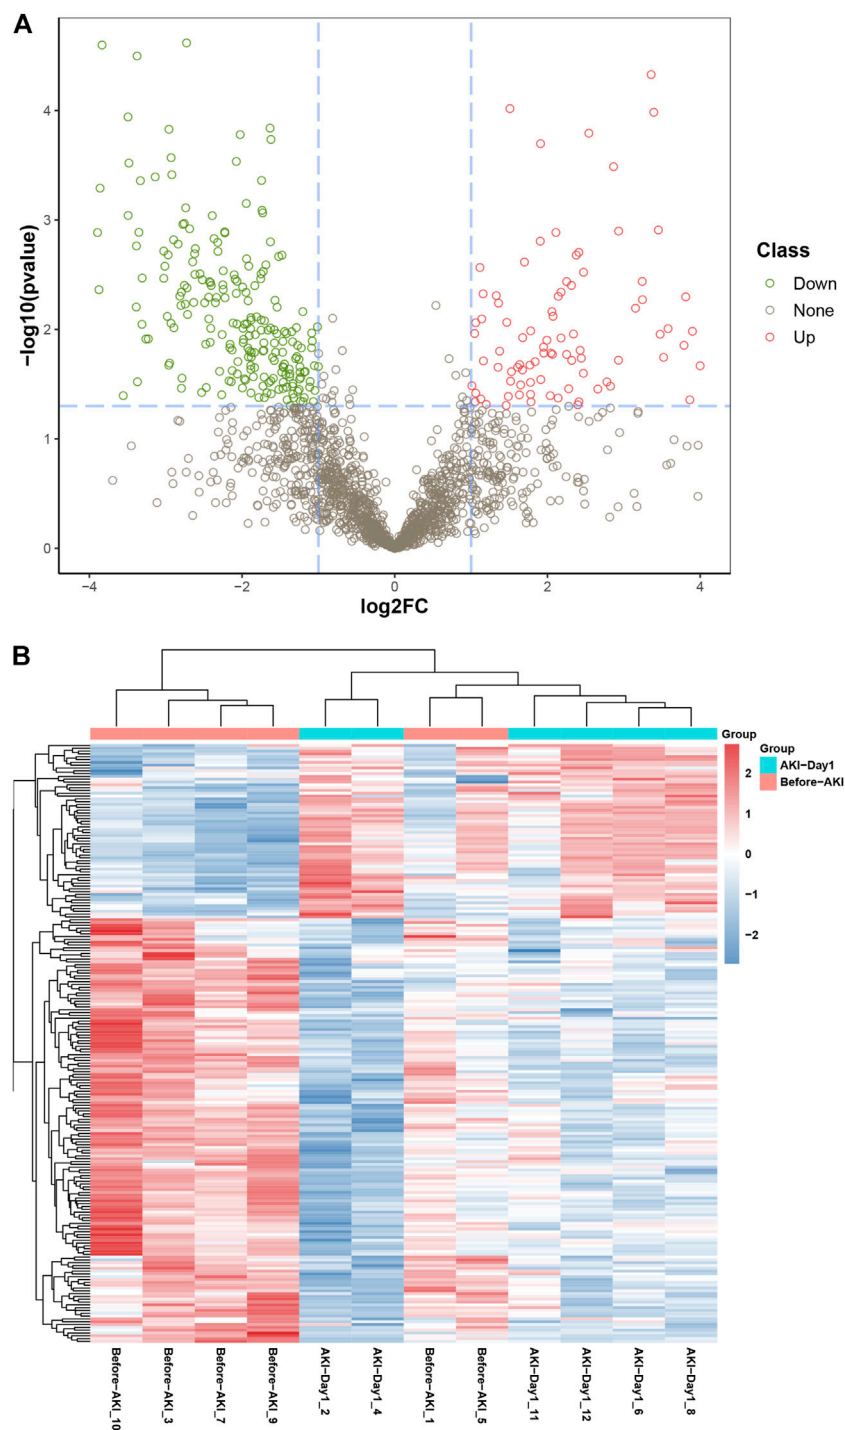 A
4
3
2
1
0
−log10(pvalue)
−4
−2
0
2
4
log2FC
Class
Down
None
Up
B
Group
2
1
0
−1
−2
Group
AKI−Day1
Before−AKI
Before−AKI_10
Before−AKI_3
Before−AKI_7
Before−AKI_9
AKI−Day1_2
AKI−Day1_4
Before−AKI_1
Before−AKI_5
AKI−Day1_11
AKI−Day1_12
AKI−Day1_6
AKI−Day1_8